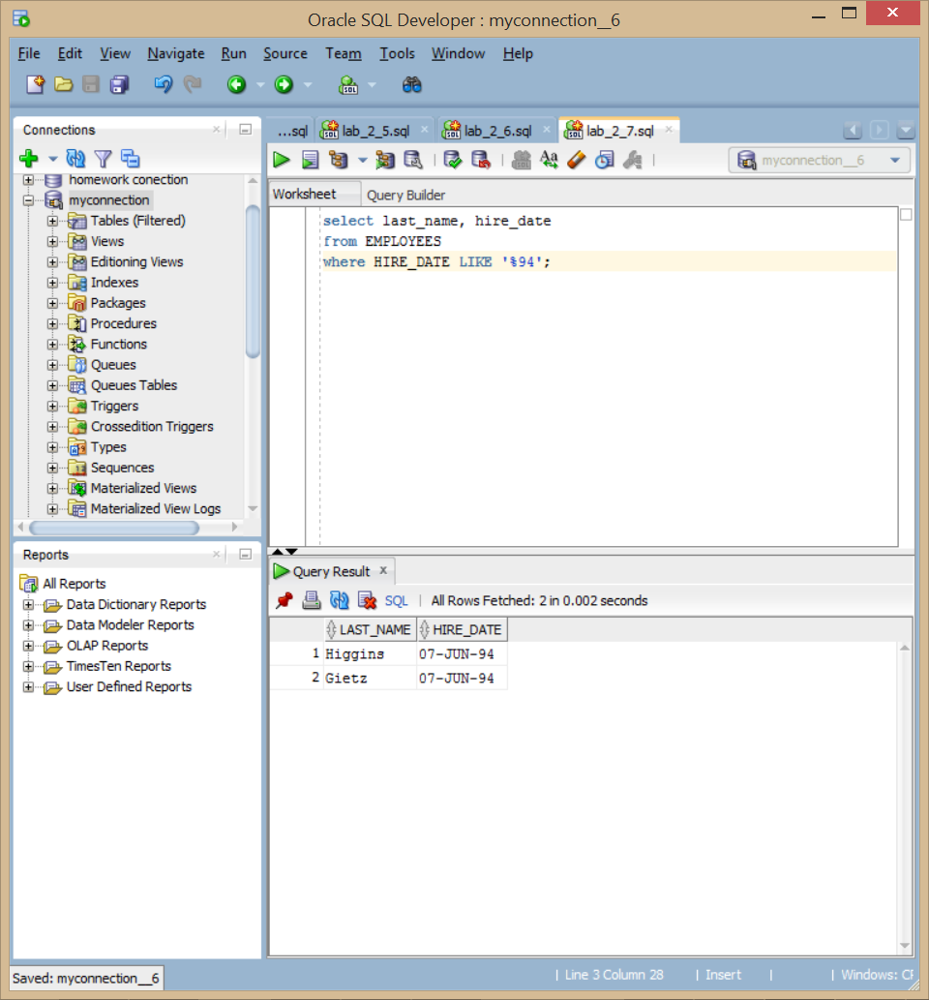 Oracle SQL Developer : myconnection__6
File Edit View Navigate Run Source Team Tools Window Help
Connections
homework conection
myconnection
Tables (Filtered)
Views
Editioning Views
Indexes
Packages
Procedures
Functions
Queues
Queues Tables
Triggers
Crossedition Triggers
Types
Sequences
Materialized Views
Materialized View Logs
Reports
All Reports
Data Dictionary Reports
Data Modeler Reports
OLAP Reports
TimesTen Reports
User Defined Reports
...sql lab_2_5.sql lab_2_6.sql lab_2_7.sql
myconnection__6
Worksheet Query Builder
select last_name, hire_date
from EMPLOYEES
where HIRE_DATE LIKE '%94';
Query Result
SQL | All Rows Fetched: 2 in 0.002 seconds
LAST_NAME HIRE_DATE
1 Higgins 07-JUN-94
2 Gietz 07-JUN-94
Saved: myconnection__6
| Line 3 Column 28 | Insert | | Windows: